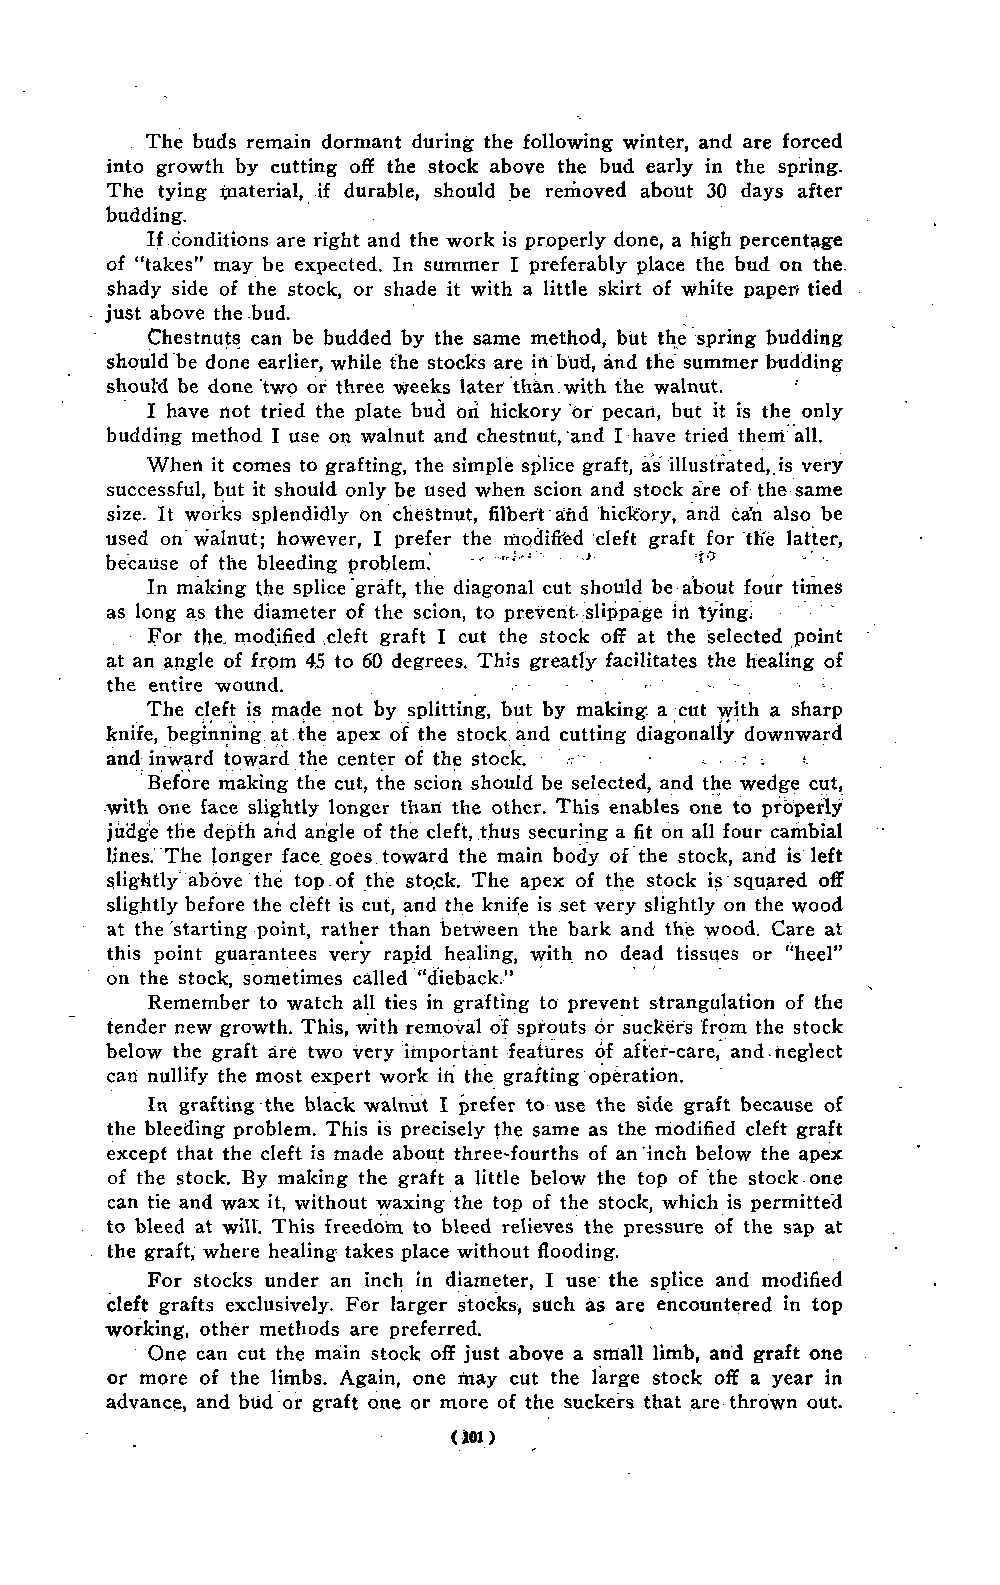 The buds remain dormant during the following winter, and are forced
into growth by cutting off the stock above the bud early in the spring.
The tying material, if durable, should be removed about 30 days after
budding.
If conditions are right and the work is properly done, a high percentage
of "takes" may be expected. In summer I preferably place the bud on the
shady side of the stock, or shade it with a little skirt of white paper tied
just above the bud.
Chestnuts can be budded by the same method, but the spring budding
should be done earlier, while the stocks are in bud, and the summer budding
should be done two or three weeks later than with the walnut.
I have not tried the plate bud on hickory or pecan, but it is the only
budding method I use on walnut and chestnut, and I have tried them all.
When it comes to grafting, the simple splice graft, as illustrated, is very
successful, but it should only be used when scion and stock are of the same
size. It works splendidly on chestnut, filbert and hickory, and can also be
used on walnut; however, I prefer the modified cleft graft for the latter,
because of the bleeding problem.
In making the splice graft, the diagonal cut should be about four times
as long as the diameter of the scion, to prevent slippage in tying.
For the modified cleft graft I cut the stock off at the selected point
at an angle of from 45 to 60 degrees. This greatly facilitates the healing of
the entire wound.
The cleft is made not by splitting, but by making a cut with a sharp
knife, beginning at the apex of the stock and cutting diagonally downward
and inward toward the center of the stock.
Before making the cut, the scion should be selected, and the wedge cut,
with one face slightly longer than the other. This enables one to properly
judge the depth and angle of the cleft, thus securing a fit on all four cambial
lines. The longer face goes toward the main body of the stock, and is left
slightly above the top of the stock. The apex of the stock is squared off
slightly before the cleft is cut, and the knife is set very slightly on the wood
at the starting point, rather than between the bark and the wood. Care at
this point guarantees very rapid healing, with no dead tissues or "heel"
on the stock, sometimes called "dieback."
Remember to watch all ties in grafting to prevent strangulation of the
tender new growth. This, with removal of sprouts or suckers from the stock
below the graft are two very important features of after-care, and neglect
can nullify the most expert work in the grafting operation.
In grafting the black walnut I prefer to use the side graft because of
the bleeding problem. This is precisely the same as the modified cleft graft
except that the cleft is made about three-fourths of an inch below the apex
of the stock. By making the graft a little below the top of the stock one
can tie and wax it, without waxing the top of the stock, which is permitted
to bleed at will. This freedom to bleed relieves the pressure of the sap at
the graft, where healing takes place without flooding.
For stocks under an inch in diameter, I use the splice and modified
cleft grafts exclusively. For larger stocks, such as are encountered in top
working, other methods are preferred.
One can cut the main stock off just above a small limb, and graft one
or more of the limbs. Again, one may cut the large stock off a year in
advance, and bud or graft one or more of the suckers that are thrown out.
(101)